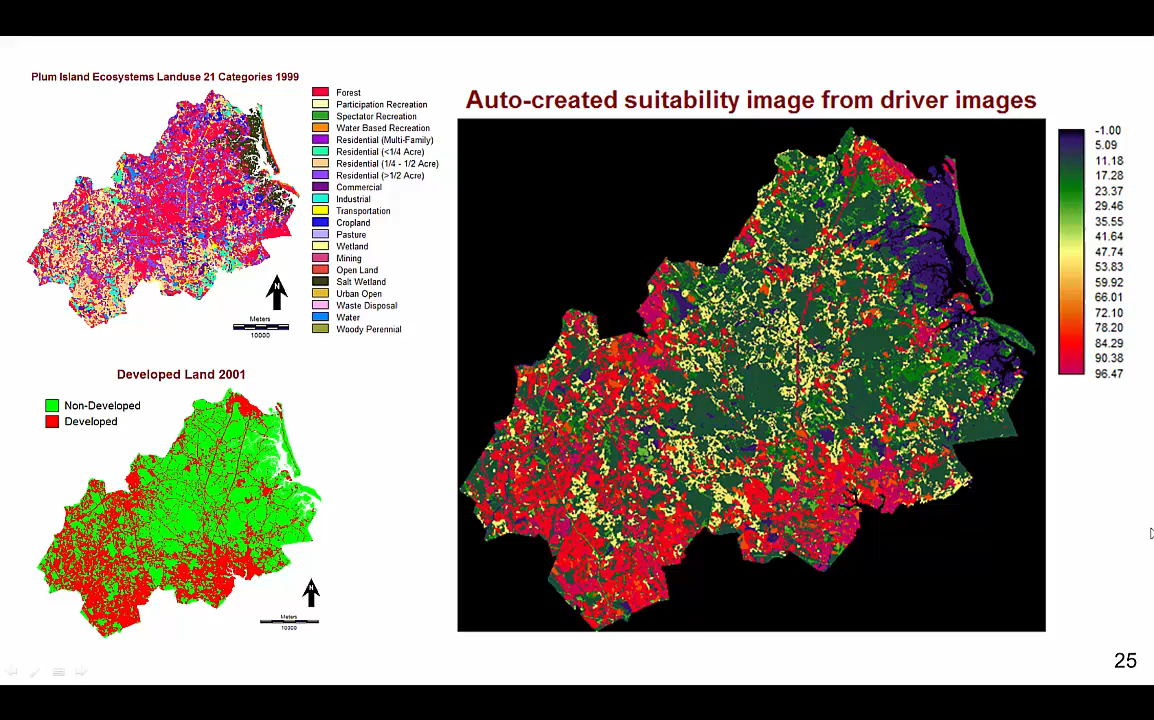 Plum Island Ecosystems Landuse 21 Categories 1999
Forest
Participation Recreation
Spectator Recreation
Water Based Recreation
Residential (Multi-Family)
Residential (<1/4 Acre)
Residential (1/4 - 1/2 Acre)
Residential (>1/2 Acre)
Commercial
Industrial
Transportation
Cropland
Pasture
Wetland
Mining
Open Land
Salt Wetland
Urban Open
Waste Disposal
Water
Woody Perennial
N
Meters
10000
Developed Land 2001
Non-Developed
Developed
N
Meters
10000
Auto-created suitability image from driver images
-1.00
5.09
11.18
17.28
23.37
29.46
35.55
41.64
47.74
53.83
59.92
66.01
72.10
78.20
84.29
90.38
96.47
25